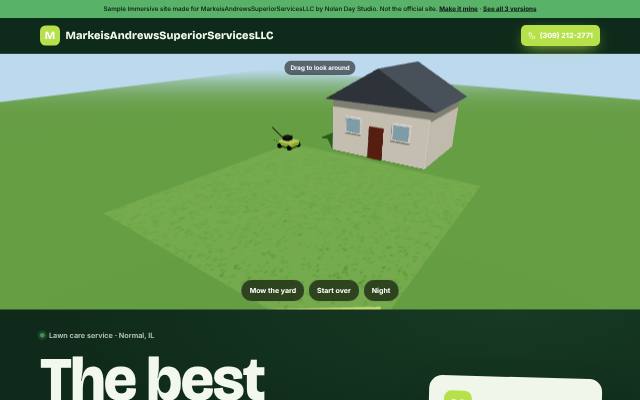 Sample Immersive site made for MarkeisAndrewsSuperiorServicesLLC by Nolan Day Studio. Not the official site. Make it mine · See all 3 versions
M MarkeisAndrewsSuperiorServicesLLC
(309) 212-2771
Drag to look around
Mow the yard Start over Night
Lawn care service · Normal, IL
The best